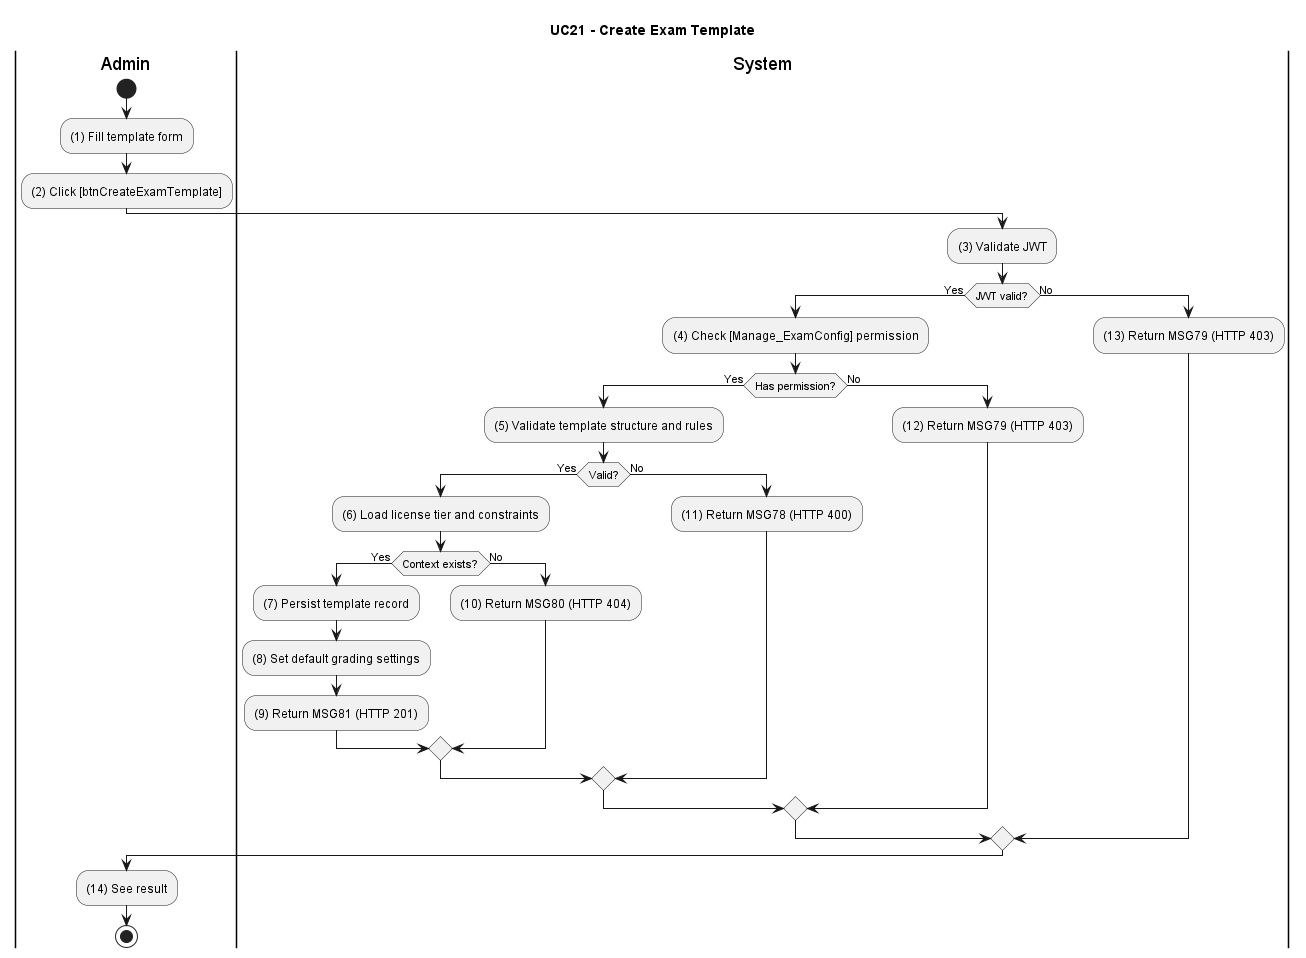 UC21 - Create Exam Template
Admin
System
(1) Fill template form
(2) Click [btnCreateExamTemplate]
(3) Validate JWT
JWT valid?
Yes
No
(4) Check [Manage_ExamConfig] permission
(13) Return MSG79 (HTTP 403)
Has permission?
Yes
No
(5) Validate template structure and rules
(12) Return MSG79 (HTTP 403)
Valid?
Yes
No
(6) Load license tier and constraints
(11) Return MSG78 (HTTP 400)
Context exists?
Yes
No
(7) Persist template record
(10) Return MSG80 (HTTP 404)
(8) Set default grading settings
(9) Return MSG81 (HTTP 201)
(14) See result